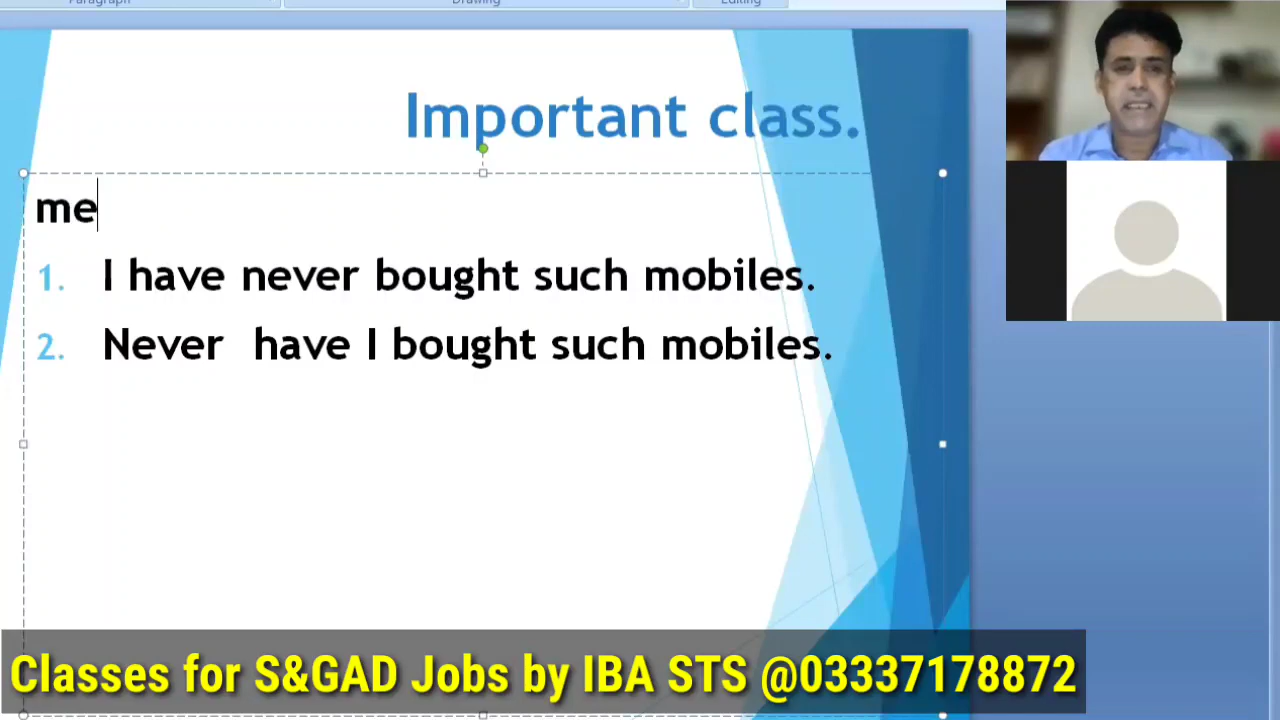 Paragraph Drawing Editing
Important class.
me
1. I have never bought such mobiles.
2. Never have I bought such mobiles.
Classes for S&GAD Jobs by IBA STS @03337178872